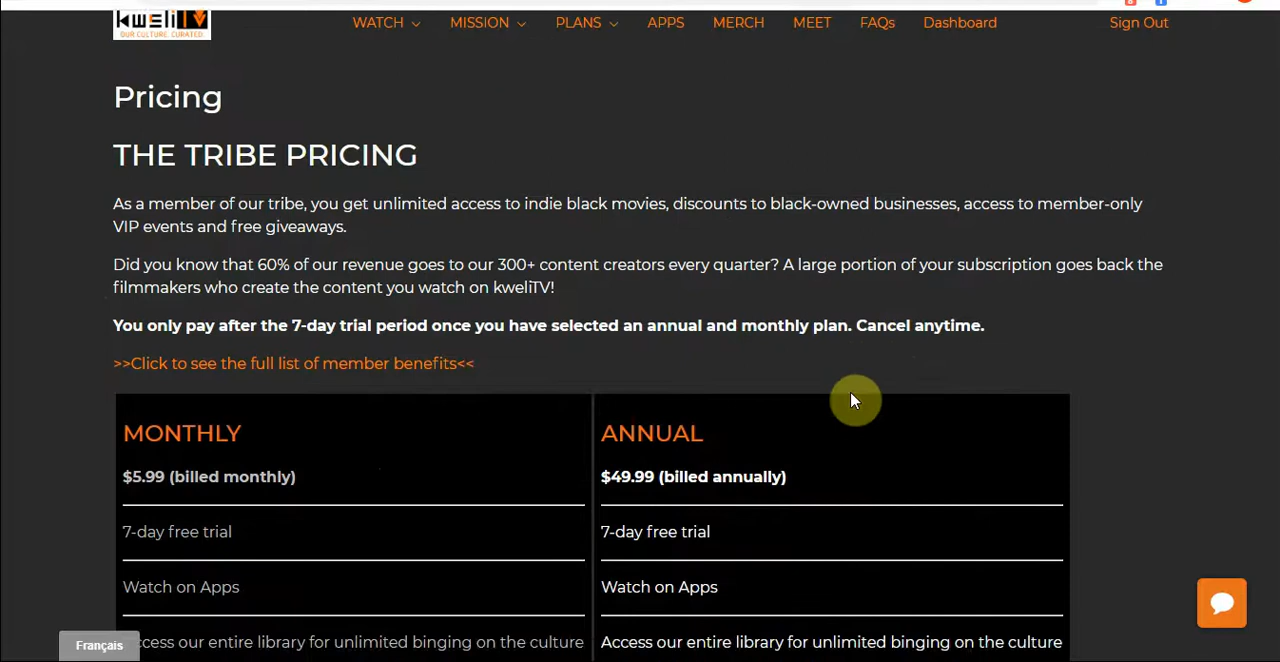 kweliTV
OUR CULTURE, CURATED.
WATCH MISSION PLANS APPS MERCH MEET FAQs Dashboard Sign Out
Pricing
THE TRIBE PRICING
As a member of our tribe, you get unlimited access to indie black movies, discounts to black-owned businesses, access to member-only
VIP events and free giveaways.
Did you know that 60% of our revenue goes to our 300+ content creators every quarter? A large portion of your subscription goes back the
filmmakers who create the content you watch on kweliTV!
You only pay after the 7-day trial period once you have selected an annual and monthly plan. Cancel anytime.
>>Click to see the full list of member benefits<<
MONTHLY
$5.99 (billed monthly)
7-day free trial
Watch on Apps
ccess our entire library for unlimited binging on the culture
ANNUAL
$49.99 (billed annually)
7-day free trial
Watch on Apps
Access our entire library for unlimited binging on the culture
Français